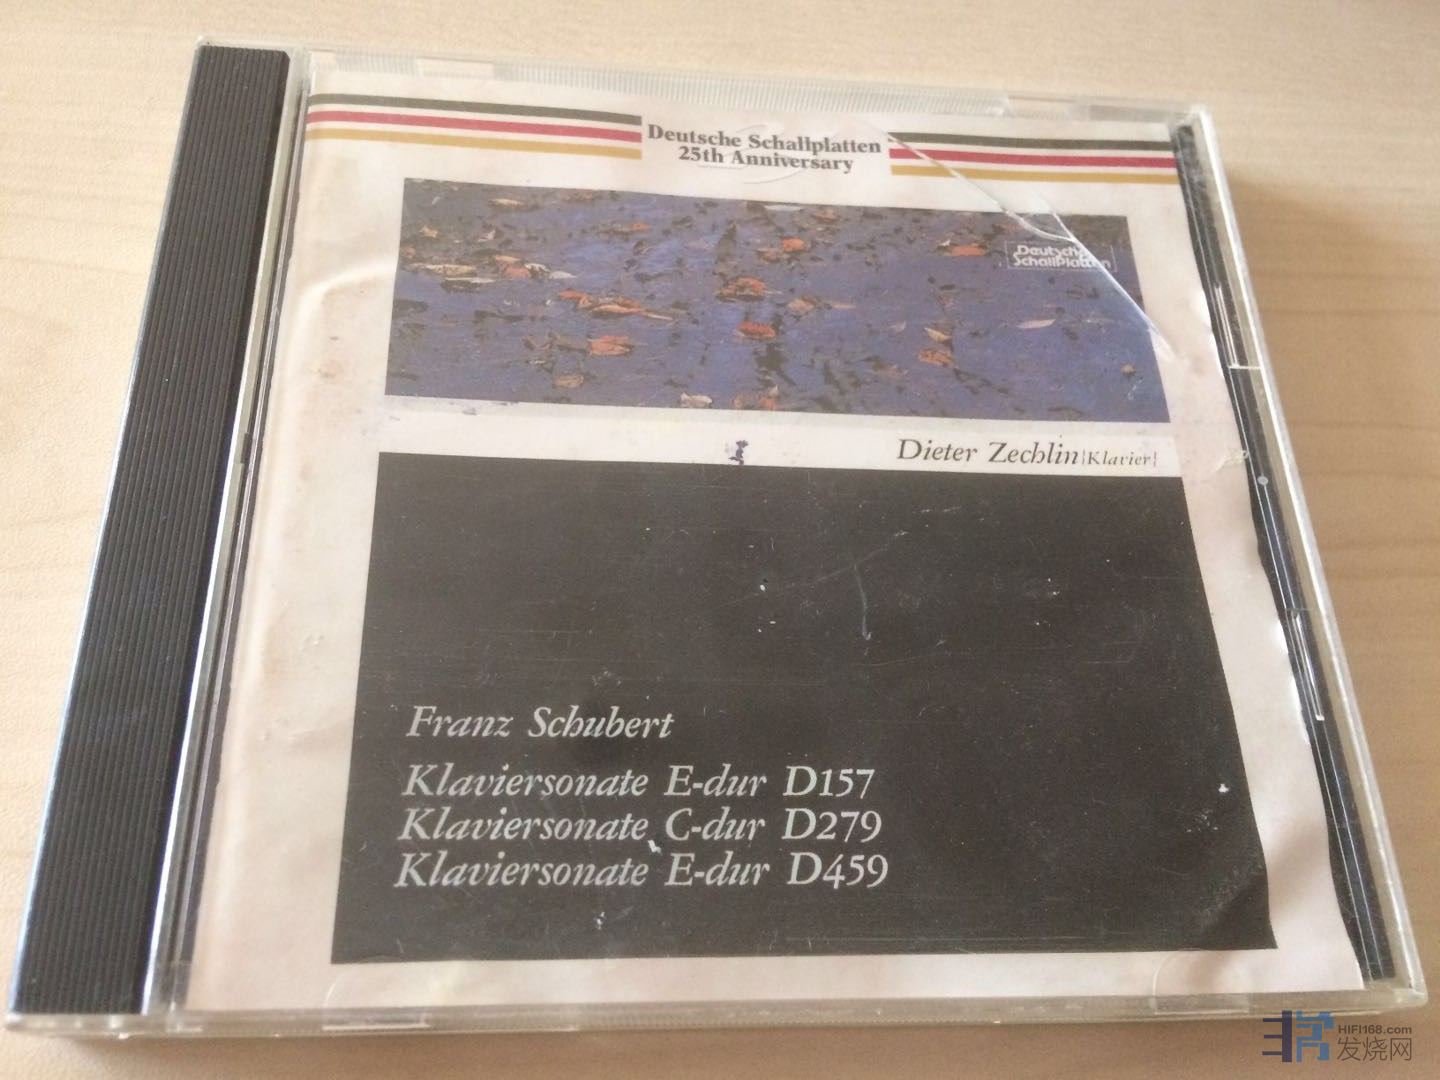 Deutsche Schallplatten
25th Anniversary
Deutsche
SchallPlatten
Dieter Zechlin{Klavier}
Franz Schubert
Klaviersonate E-dur D157
Klaviersonate C-dur D279
Klaviersonate E-dur D459
HIFI168.com
发烧网